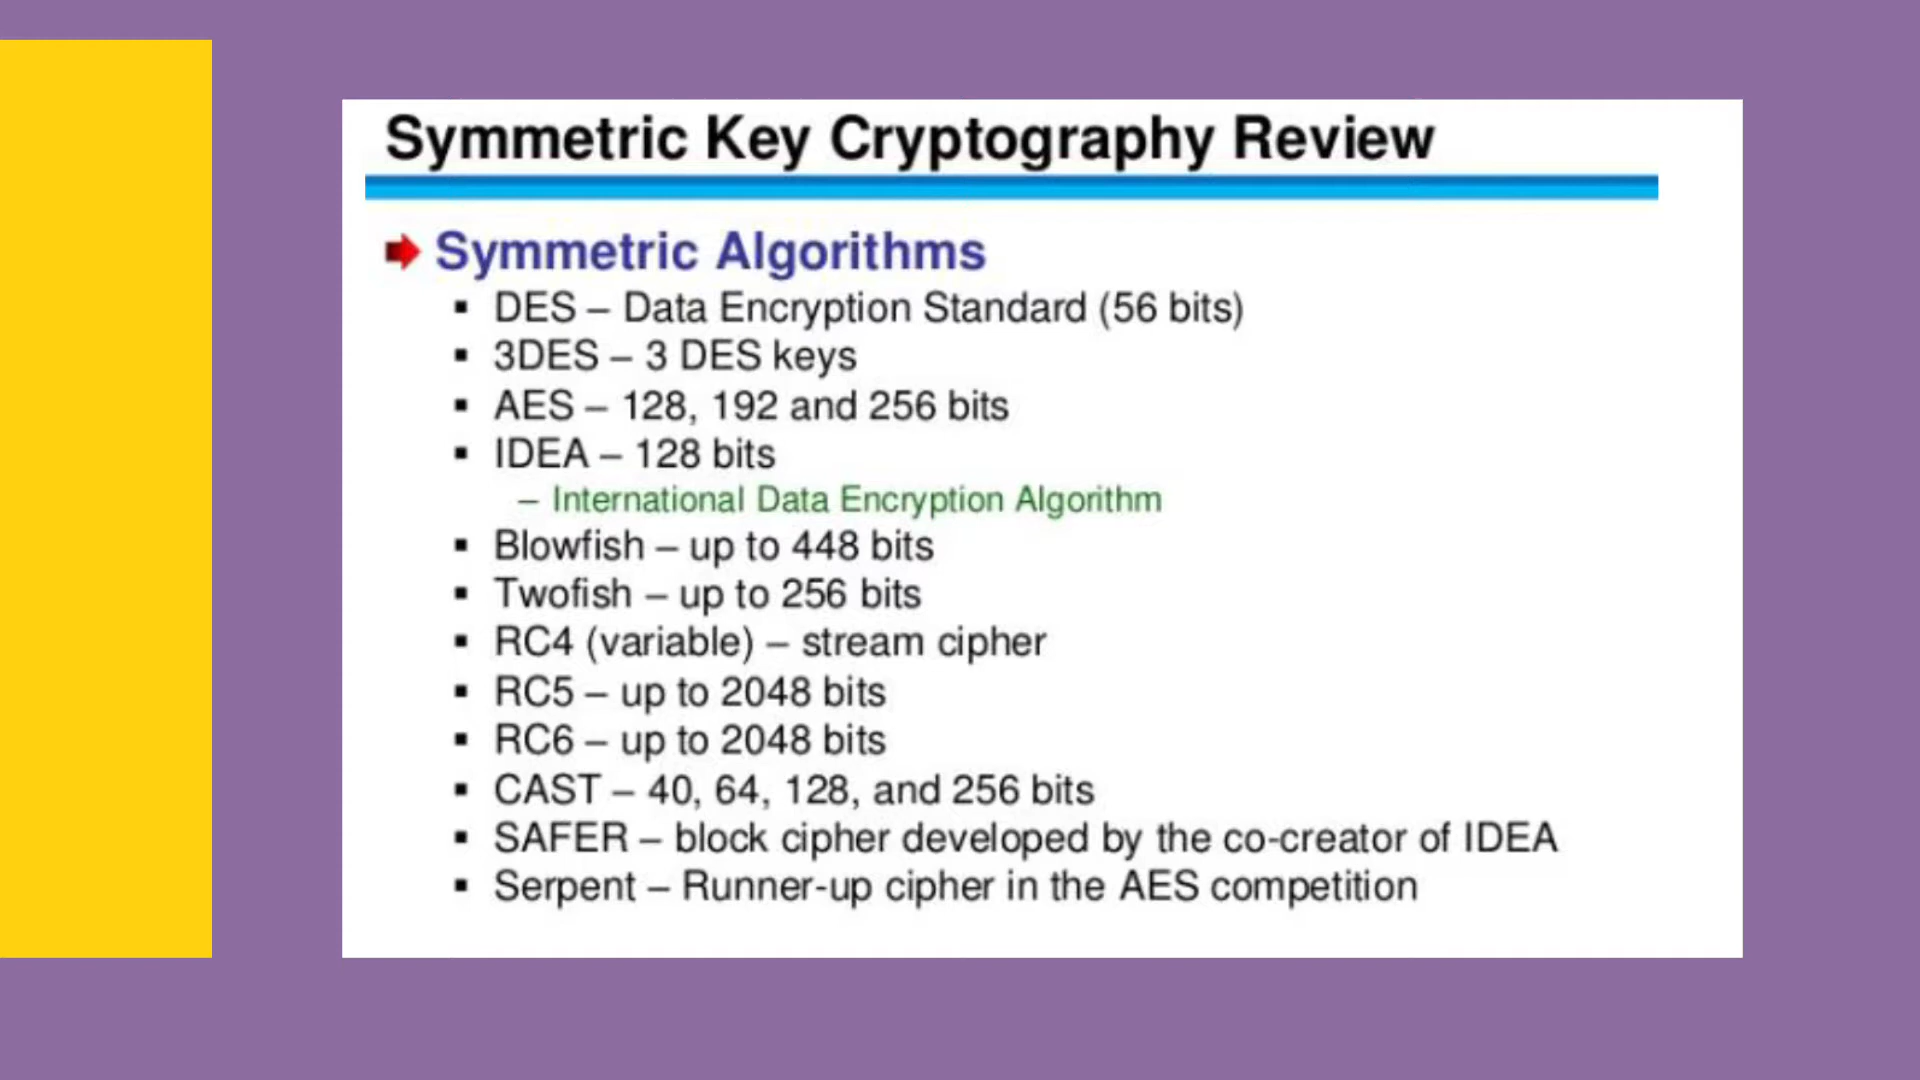 Symmetric Key Cryptography Review
Symmetric Algorithms
▪ DES – Data Encryption Standard (56 bits)
▪ 3DES – 3 DES keys
▪ AES – 128, 192 and 256 bits
▪ IDEA – 128 bits
– International Data Encryption Algorithm
▪ Blowfish – up to 448 bits
▪ Twofish – up to 256 bits
▪ RC4 (variable) – stream cipher
▪ RC5 – up to 2048 bits
▪ RC6 – up to 2048 bits
▪ CAST – 40, 64, 128, and 256 bits
▪ SAFER – block cipher developed by the co-creator of IDEA
▪ Serpent – Runner-up cipher in the AES competition